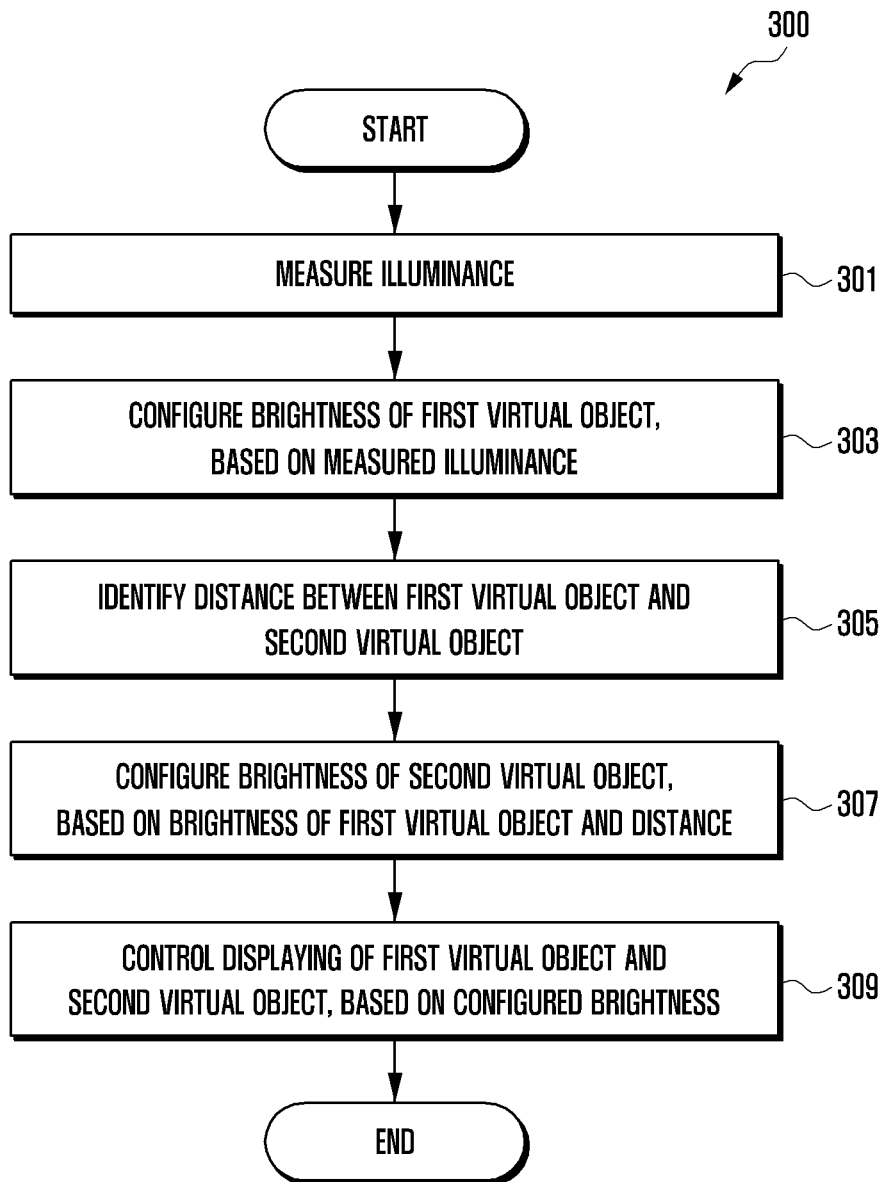 300
START
MEASURE ILLUMINANCE
301
CONFIGURE BRIGHTNESS OF FIRST VIRTUAL OBJECT,
BASED ON MEASURED ILLUMINANCE
303
IDENTIFY DISTANCE BETWEEN FIRST VIRTUAL OBJECT AND
SECOND VIRTUAL OBJECT
305
CONFIGURE BRIGHTNESS OF SECOND VIRTUAL OBJECT,
BASED ON BRIGHTNESS OF FIRST VIRTUAL OBJECT AND DISTANCE
307
CONTROL DISPLAYING OF FIRST VIRTUAL OBJECT AND
SECOND VIRTUAL OBJECT, BASED ON CONFIGURED BRIGHTNESS
309
END